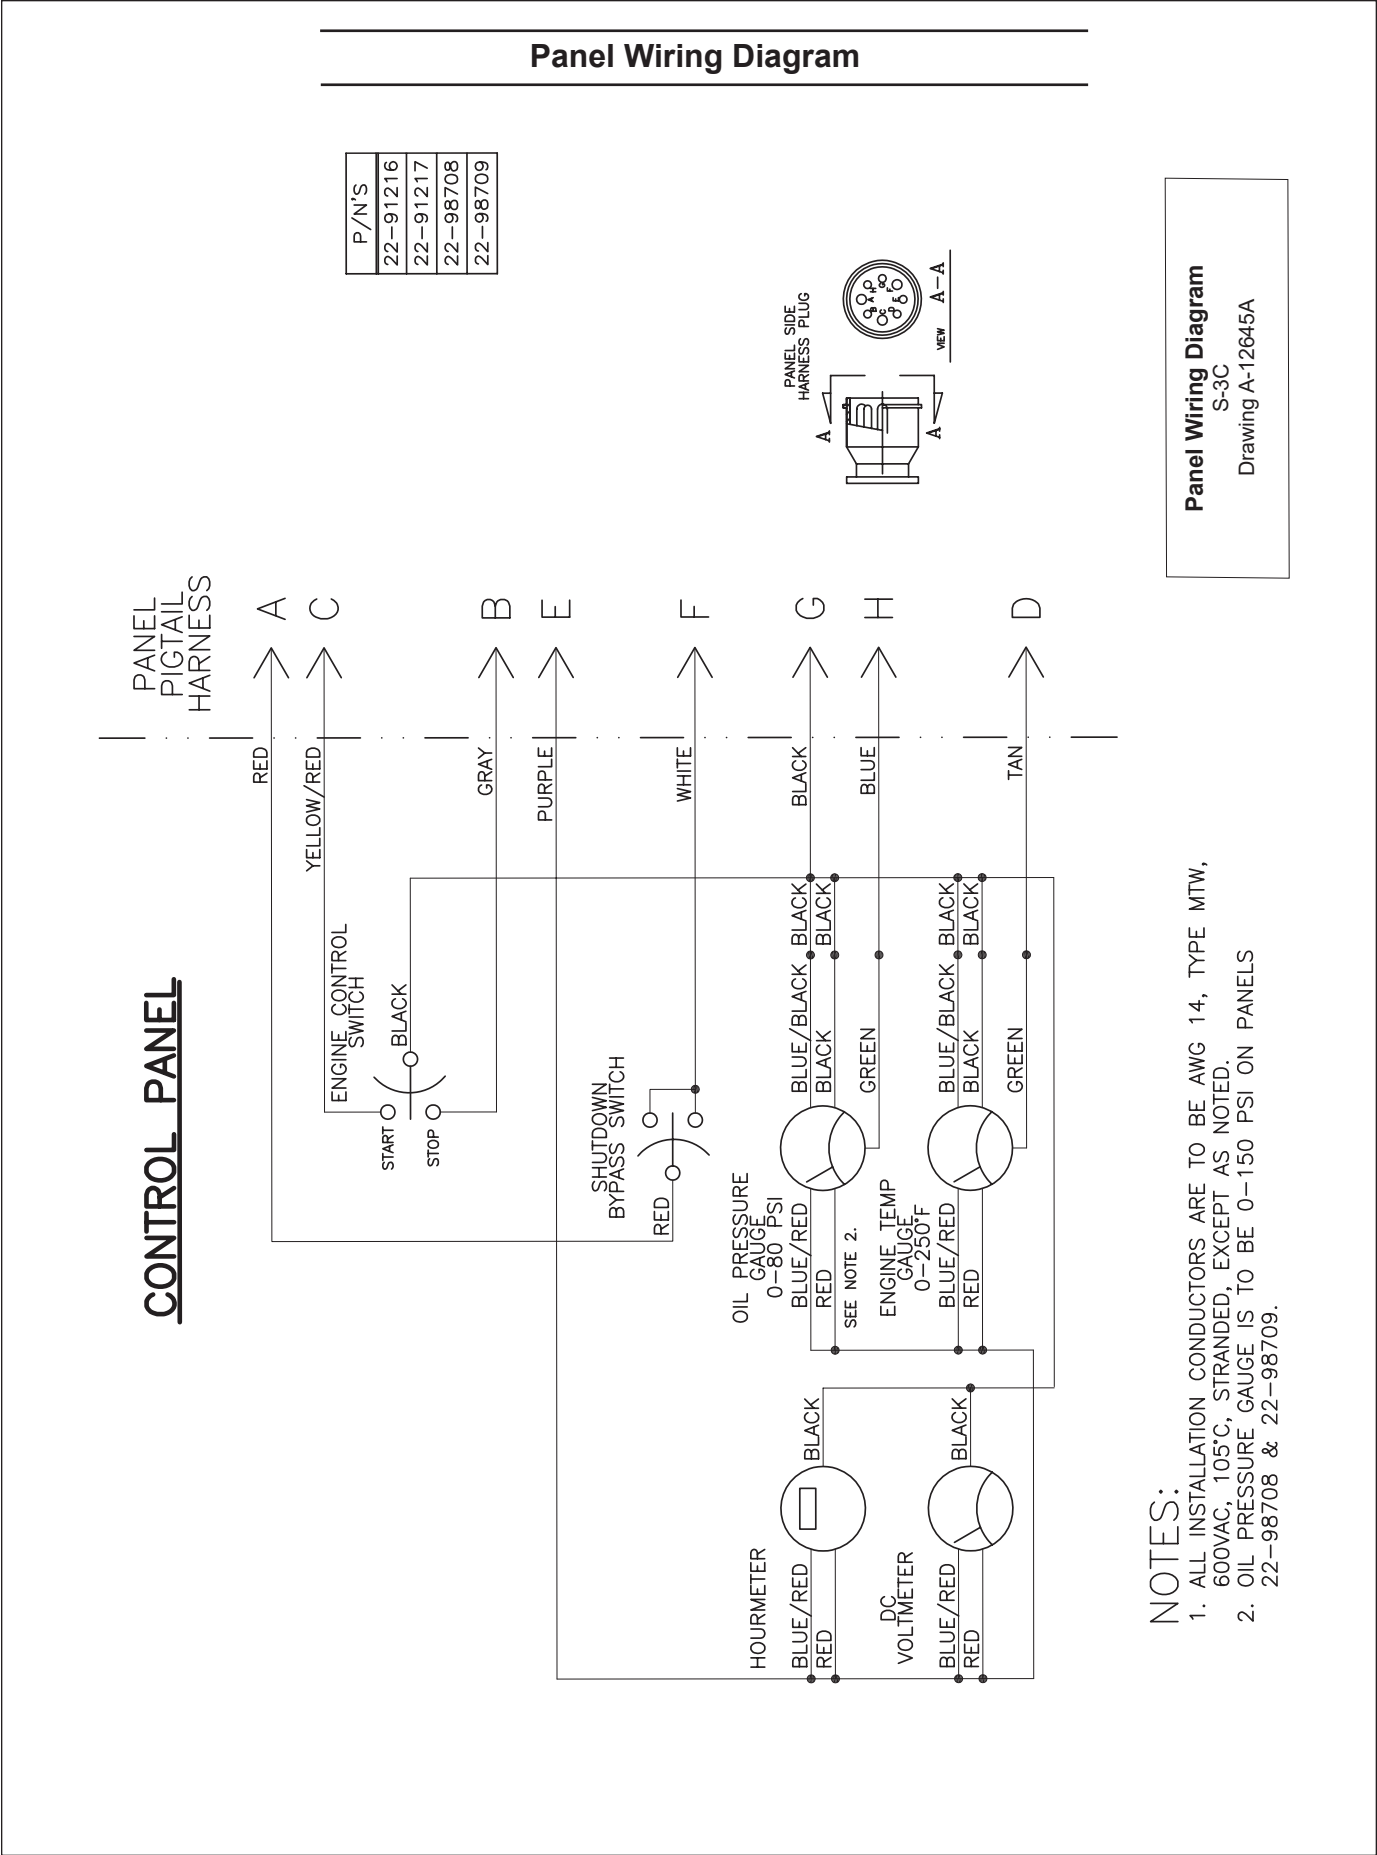 Panel Wiring Diagram
CONTROL PANEL
PANEL
PIGTAIL
HARNESS
P/N'S
22-91216
22-91217
22-98708
22-98709
RED
A
YELLOW/RED
C
ENGINE CONTROL
SWITCH
START
STOP
BLACK
GRAY
B
PURPLE
E
SHUTDOWN
BYPASS SWITCH
RED
WHITE
F
OIL PRESSURE
GAUGE
0-80 PSI
BLUE/RED
RED
SEE NOTE 2.
BLUE/BLACK
BLACK
BLACK
BLACK
GREEN
BLACK
G
BLUE
H
ENGINE TEMP
GAUGE
0-250°F
BLUE/RED
RED
BLUE/BLACK
BLACK
BLACK
BLACK
GREEN
TAN
D
HOURMETER
BLUE/RED
RED
BLACK
DC
VOLTMETER
BLUE/RED
RED
BLACK
PANEL SIDE
HARNESS PLUG
A
A
A
B
C
D
E
F
G
H
VIEW A-A
NOTES:
1. ALL INSTALLATION CONDUCTORS ARE TO BE AWG 14, TYPE MTW,
600VAC, 105°C, STRANDED, EXCEPT AS NOTED.
2. OIL PRESSURE GAUGE IS TO BE 0-150 PSI ON PANELS
22-98708 & 22-98709.
Panel Wiring Diagram
S-3C
Drawing A-12645A